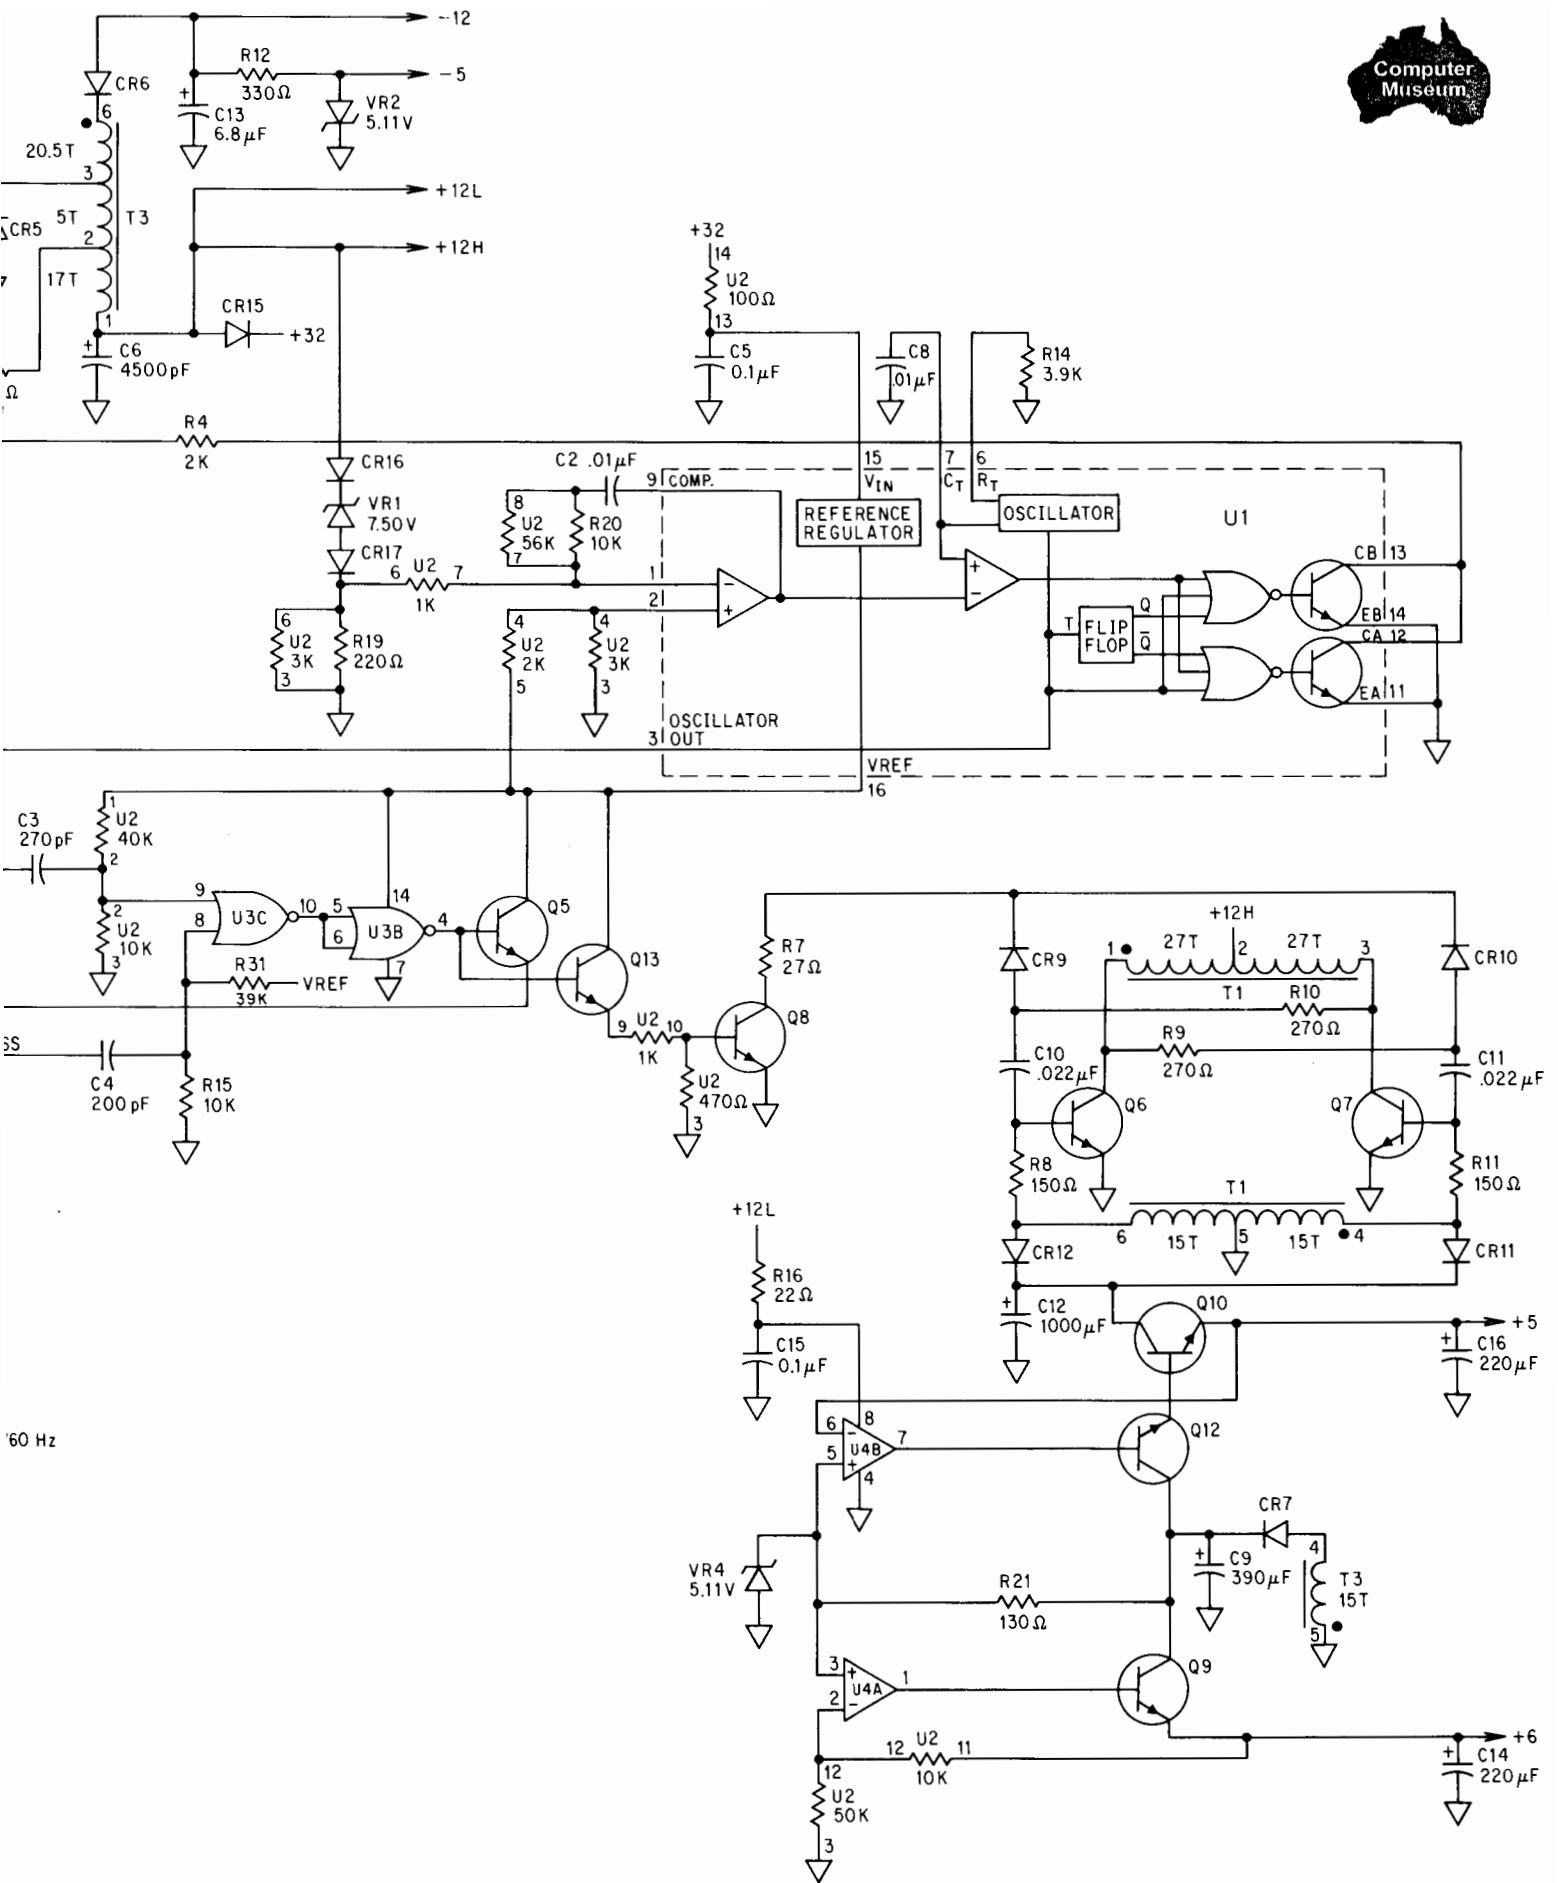 -12
R12
330Ω
-5
CR6
6
+
C13
6.8µF
VR2
5.11V
Computer
Museum
20.5T
3
+12L
CR5
5T
T3
2
+12H
17T
1
CR15
+32
+
C6
4500pF
Ω
+32
14
U2
100Ω
13
C5
0.1µF
C8
.01µF
R14
3.9K
R4
2K
CR16
VR1
7.50V
CR17
C2 .01µF
9
COMP.
15
VIN
7
CT
6
RT
8
U2
56K
7
R20
10K
REFERENCE
REGULATOR
OSCILLATOR
U1
6
U2
7
1K
1
2
-
+
+
-
CB
13
EB
14
CA
12
EA
11
T
FLIP
FLOP
Q
Q̅
6
U2
3K
3
R19
220Ω
4
U2
2K
5
4
U2
3K
3
OSCILLATOR
OUT
3
VREF
16
C3
270pF
1
U2
40K
2
2
U2
10K
3
9
8
U3C
10
5
6
U3B
14
4
7
Q5
Q13
R31
39K
VREF
SS
C4
200pF
R15
10K
9
U2
10
1K
U2
470Ω
3
R7
27Ω
Q8
+12H
1
27T
2
27T
3
CR9
CR10
T1
R10
270Ω
R9
270Ω
C10
.022µF
C11
.022µF
Q6
Q7
R8
150Ω
R11
150Ω
T1
6
15T
5
15T
4
CR12
CR11
+
C12
1000µF
Q10
+5
+
C16
220µF
+12L
R16
22Ω
C15
0.1µF
60 Hz
6
-
8
U4B
5
+
7
4
Q12
CR7
VR4
5.11V
+
C9
390µF
4
T3
15T
5
R21
130Ω
3
+
U4A
2
-
1
Q9
+6
12
U2
11
10K
+
C14
220µF
12
U2
50K
3